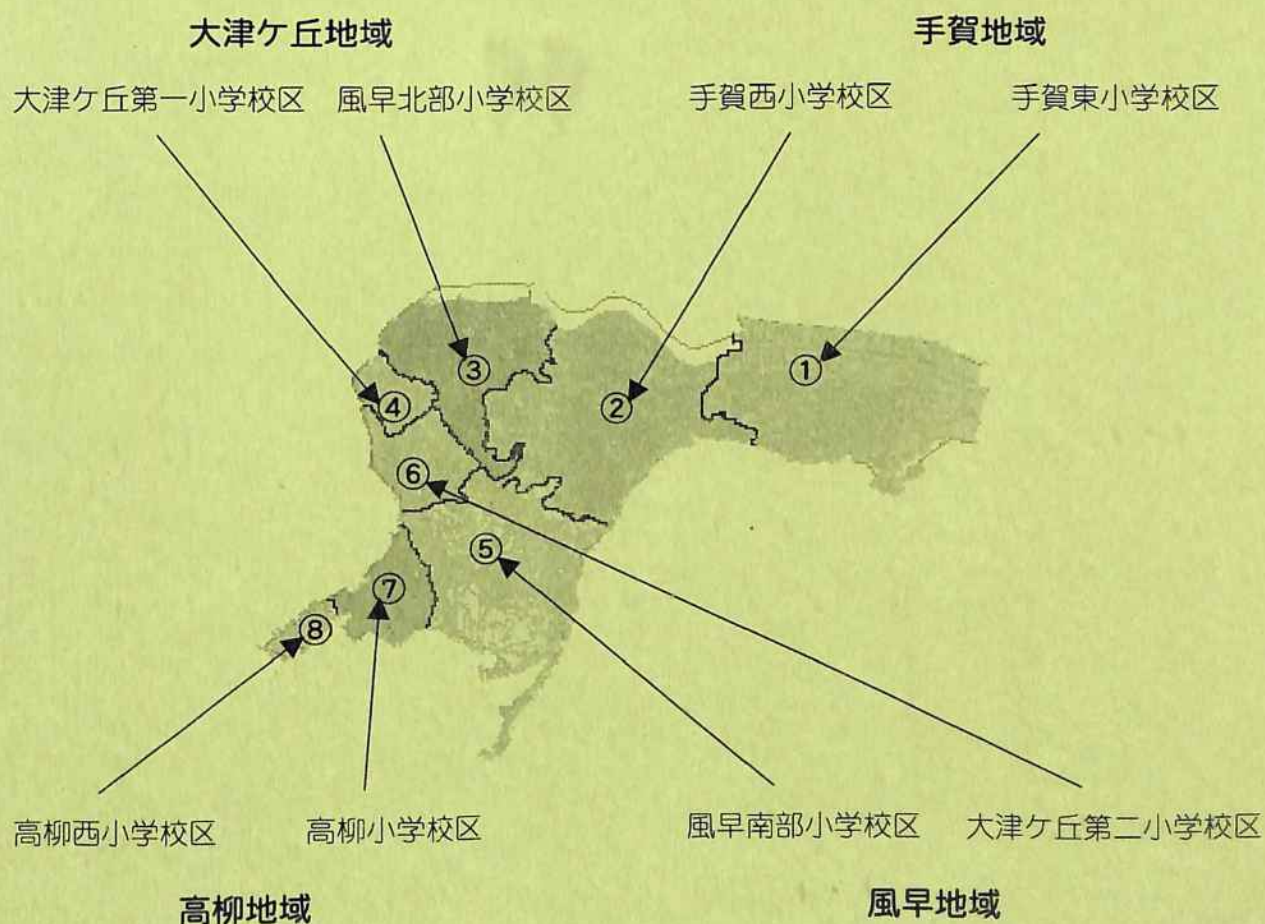 大津ケ丘地域 手賀地域
大津ケ丘第一小学校区 風早北部小学校区 手賀西小学校区 手賀東小学校区
③ ①
④ ②
⑥
⑤
⑦
⑧
高柳西小学校区 高柳小学校区 風早南部小学校区 大津ケ丘第二小学校区
高柳地域 風早地域